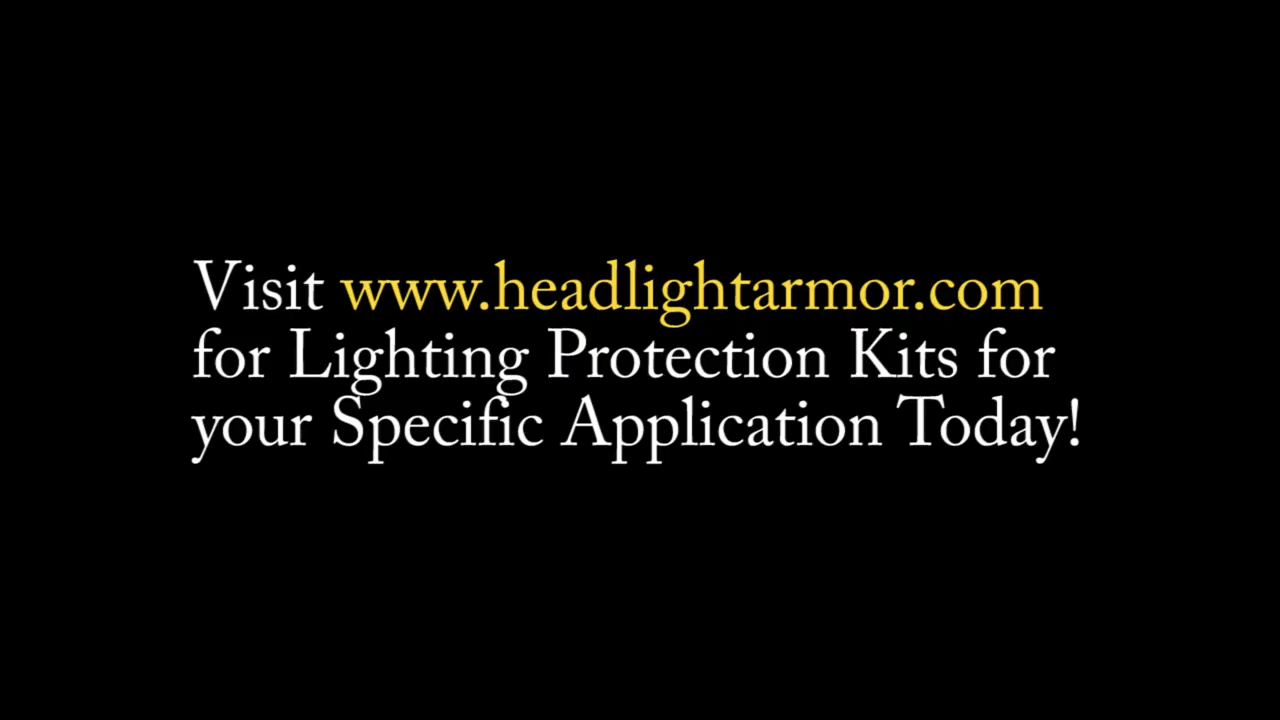 Visit www.headlightarmor.com
for Lighting Protection Kits for
your Specific Application Today!